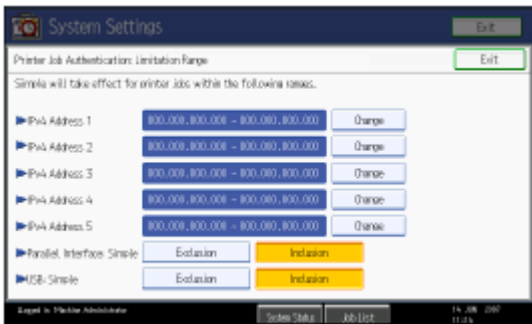 System Settings
Exit
Printer Job Authentication: Limitation Range
Exit
Simple will take effect for printer jobs within the following ranges.
IPv4 Address 1 000.000.000.000 - 000.000.000.000 Change
IPv4 Address 2 000.000.000.000 - 000.000.000.000 Change
IPv4 Address 3 000.000.000.000 - 000.000.000.000 Change
IPv4 Address 4 000.000.000.000 - 000.000.000.000 Change
IPv4 Address 5 000.000.000.000 - 000.000.000.000 Change
Parallel Interface: Simple Exclusion Inclusion
USB: Simple Exclusion Inclusion
Logged in: Machine Administrator
System Status
Job List
14 JUN 2007